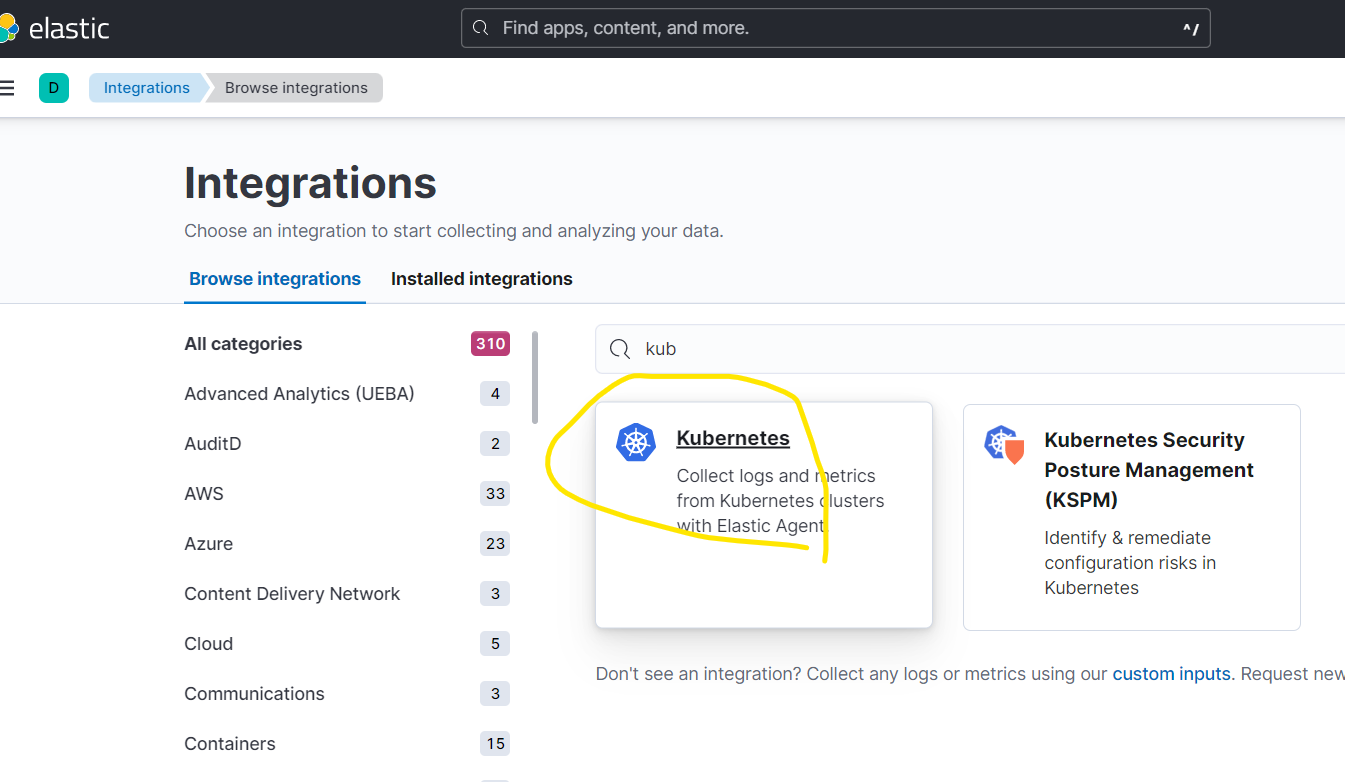 elastic
Find apps, content, and more.
^/
D
Integrations
Browse integrations
Integrations
Choose an integration to start collecting and analyzing your data.
Browse integrations
Installed integrations
All categories 310
Advanced Analytics (UEBA) 4
AuditD 2
AWS 33
Azure 23
Content Delivery Network 3
Cloud 5
Communications 3
Containers 15
kub
Kubernetes
Collect logs and metrics
from Kubernetes clusters
with Elastic Agent
Kubernetes Security
Posture Management
(KSPM)
Identify & remediate
configuration risks in
Kubernetes
Don't see an integration? Collect any logs or metrics using our custom inputs. Request new